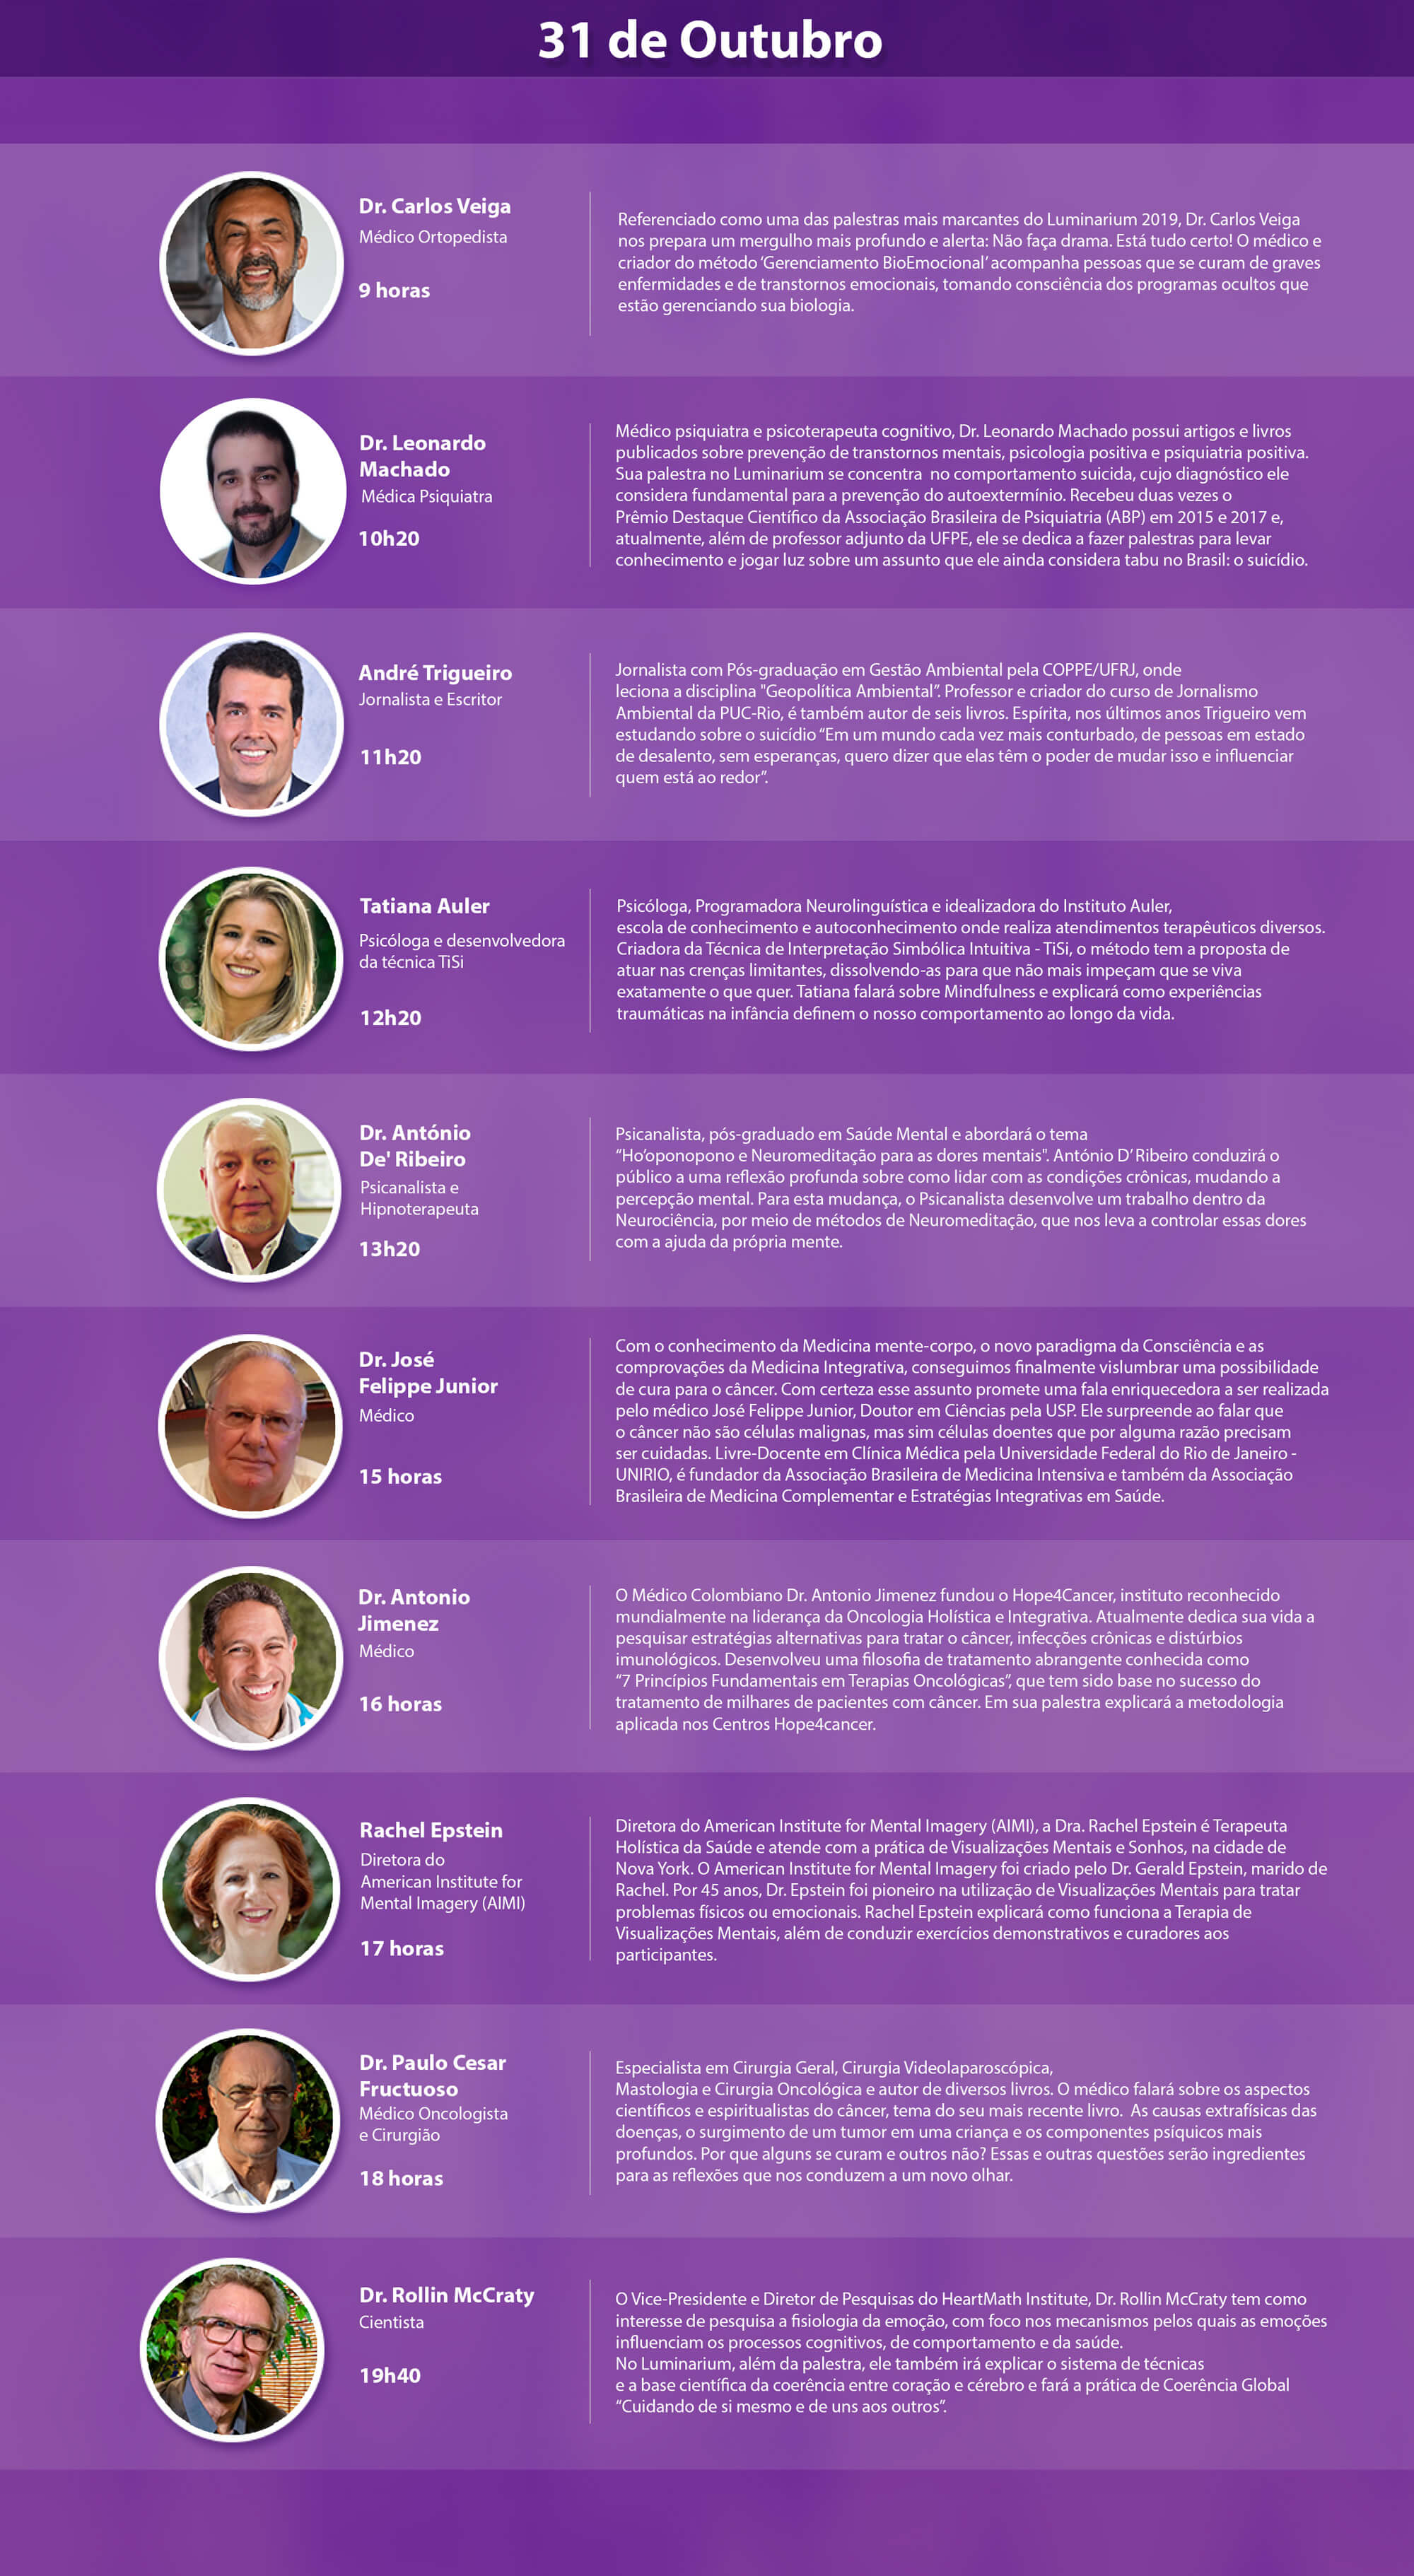 31 de Outubro
Dr. Carlos Veiga
Médico Ortopedista
9 horas
Referenciado como uma das palestras mais marcantes do Luminarium 2019, Dr. Carlos Veiga
nos prepara um mergulho mais profundo e alerta: Não faça drama. Está tudo certo! O médico e
criador do método 'Gerenciamento BioEmocional' acompanha pessoas que se curam de graves
enfermidades e de transtornos emocionais, tomando consciência dos programas ocultos que
estão gerenciando sua biologia.
Dr. Leonardo
Machado
Médica Psiquiatra
10h20
Médico psiquiatra e psicoterapeuta cognitivo, Dr. Leonardo Machado possui artigos e livros
publicados sobre prevenção de transtornos mentais, psicologia positiva e psiquiatria positiva.
Sua palestra no Luminarium se concentra no comportamento suicida, cujo diagnóstico ele
considera fundamental para a prevenção do autoextermínio. Recebeu duas vezes o
Prêmio Destaque Científico da Associação Brasileira de Psiquiatria (ABP) em 2015 e 2017 e,
atualmente, além de professor adjunto da UFPE, ele se dedica a fazer palestras para levar
conhecimento e jogar luz sobre um assunto que ele ainda considera tabu no Brasil: o suicídio.
André Trigueiro
Jornalista e Escritor
11h20
Jornalista com Pós-graduação em Gestão Ambiental pela COPPE/UFRJ, onde
leciona a disciplina "Geopolítica Ambiental”. Professor e criador do curso de Jornalismo
Ambiental da PUC-Rio, é também autor de seis livros. Espírita, nos últimos anos Trigueiro vem
estudando sobre o suicídio “Em um mundo cada vez mais conturbado, de pessoas em estado
de desalento, sem esperanças, quero dizer que elas têm o poder de mudar isso e influenciar
quem está ao redor”.
Tatiana Auler
Psicóloga e desenvolvedora
da técnica TiSi
12h20
Psicóloga, Programadora Neurolinguística e idealizadora do Instituto Auler,
escola de conhecimento e autoconhecimento onde realiza atendimentos terapêuticos diversos.
Criadora da Técnica de Interpretação Simbólica Intuitiva - TiSi, o método tem a proposta de
atuar nas crenças limitantes, dissolvendo-as para que não mais impeçam que se viva
exatamente o que quer. Tatiana falará sobre Mindfulness e explicará como experiências
traumáticas na infância definem o nosso comportamento ao longo da vida.
Dr. António
De' Ribeiro
Psicanalista e
Hipnoterapeuta
13h20
Psicanalista, pós-graduado em Saúde Mental e abordará o tema
“Ho’oponopono e Neuromeditação para as dores mentais". António D’ Ribeiro conduzirá o
público a uma reflexão profunda sobre como lidar com as condições crônicas, mudando a
percepção mental. Para esta mudança, o Psicanalista desenvolve um trabalho dentro da
Neurociência, por meio de métodos de Neuromeditação, que nos leva a controlar essas dores
com a ajuda da própria mente.
Dr. José
Felippe Junior
Médico
15 horas
Com o conhecimento da Medicina mente-corpo, o novo paradigma da Consciência e as
comprovações da Medicina Integrativa, conseguimos finalmente vislumbrar uma possibilidade
de cura para o câncer. Com certeza esse assunto promete uma fala enriquecedora a ser realizada
pelo médico José Felippe Junior, Doutor em Ciências pela USP. Ele surpreende ao falar que
o câncer não são células malignas, mas sim células doentes que por alguma razão precisam
ser cuidadas. Livre-Docente em Clínica Médica pela Universidade Federal do Rio de Janeiro -
UNIRIO, é fundador da Associação Brasileira de Medicina Intensiva e também da Associação
Brasileira de Medicina Complementar e Estratégias Integrativas em Saúde.
Dr. Antonio
Jimenez
Médico
16 horas
O Médico Colombiano Dr. Antonio Jimenez fundou o Hope4Cancer, instituto reconhecido
mundialmente na liderança da Oncologia Holística e Integrativa. Atualmente dedica sua vida a
pesquisar estratégias alternativas para tratar o câncer, infecções crônicas e distúrbios
imunológicos. Desenvolveu uma filosofia de tratamento abrangente conhecida como
“7 Princípios Fundamentais em Terapias Oncológicas”, que tem sido base no sucesso do
tratamento de milhares de pacientes com câncer. Em sua palestra explicará a metodologia
aplicada nos Centros Hope4cancer.
Rachel Epstein
Diretora do
American Institute for
Mental Imagery (AIMI)
17 horas
Diretora do American Institute for Mental Imagery (AIMI), a Dra. Rachel Epstein é Terapeuta
Holística da Saúde e atende com a prática de Visualizações Mentais e Sonhos, na cidade de
Nova York. O American Institute for Mental Imagery foi criado pelo Dr. Gerald Epstein, marido de
Rachel. Por 45 anos, Dr. Epstein foi pioneiro na utilização de Visualizações Mentais para tratar
problemas físicos ou emocionais. Rachel Epstein explicará como funciona a Terapia de
Visualizações Mentais, além de conduzir exercícios demonstrativos e curadores aos
participantes.
Dr. Paulo Cesar
Fructuoso
Médico Oncologista
e Cirurgião
18 horas
Especialista em Cirurgia Geral, Cirurgia Videolaparoscópica,
Mastologia e Cirurgia Oncológica e autor de diversos livros. O médico falará sobre os aspectos
científicos e espiritualistas do câncer, tema do seu mais recente livro. As causas extrafísicas das
doenças, o surgimento de um tumor em uma criança e os componentes psíquicos mais
profundos. Por que alguns se curam e outros não? Essas e outras questões serão ingredientes
para as reflexões que nos conduzem a um novo olhar.
Dr. Rollin McCraty
Cientista
19h40
O Vice-Presidente e Diretor de Pesquisas do HeartMath Institute, Dr. Rollin McCraty tem como
interesse de pesquisa a fisiologia da emoção, com foco nos mecanismos pelos quais as emoções
influenciam os processos cognitivos, de comportamento e da saúde.
No Luminarium, além da palestra, ele também irá explicar o sistema de técnicas
e a base científica da coerência entre coração e cérebro e fará a prática de Coerência Global
“Cuidando de si mesmo e de uns aos outros”.